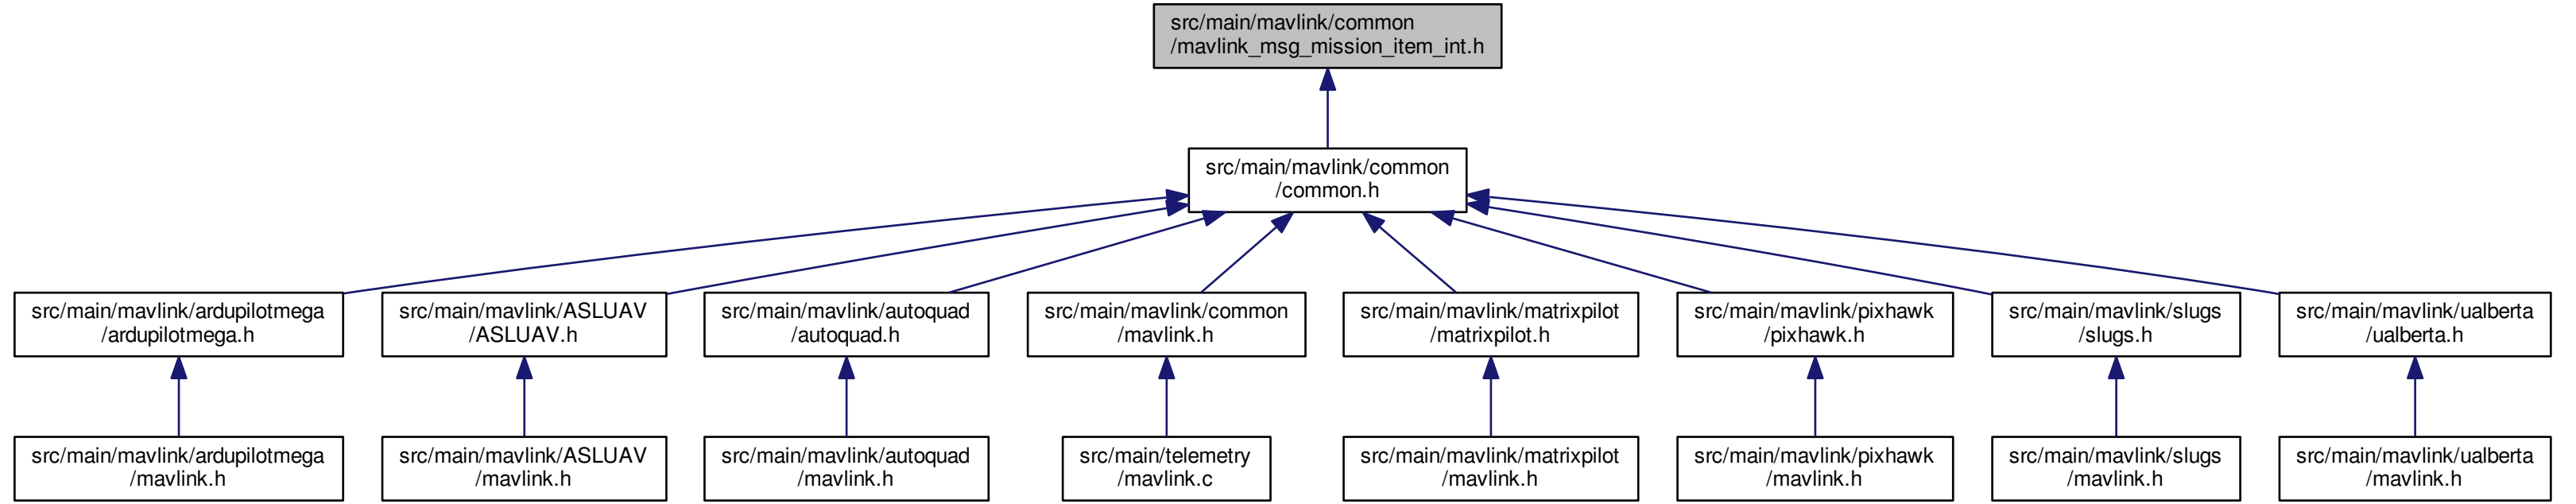 src/main/mavlink/common
/mavlink_msg_mission_item_int.h
src/main/mavlink/common
/common.h
src/main/mavlink/ardupilotmega
/ardupilotmega.h
src/main/mavlink/ASLUAV
/ASLUAV.h
src/main/mavlink/autoquad
/autoquad.h
src/main/mavlink/common
/mavlink.h
src/main/mavlink/matrixpilot
/matrixpilot.h
src/main/mavlink/pixhawk
/pixhawk.h
src/main/mavlink/slugs
/slugs.h
src/main/mavlink/ualberta
/ualberta.h
src/main/mavlink/ardupilotmega
/mavlink.h
src/main/mavlink/ASLUAV
/mavlink.h
src/main/mavlink/autoquad
/mavlink.h
src/main/telemetry
/mavlink.c
src/main/mavlink/matrixpilot
/mavlink.h
src/main/mavlink/pixhawk
/mavlink.h
src/main/mavlink/slugs
/mavlink.h
src/main/mavlink/ualberta
/mavlink.h